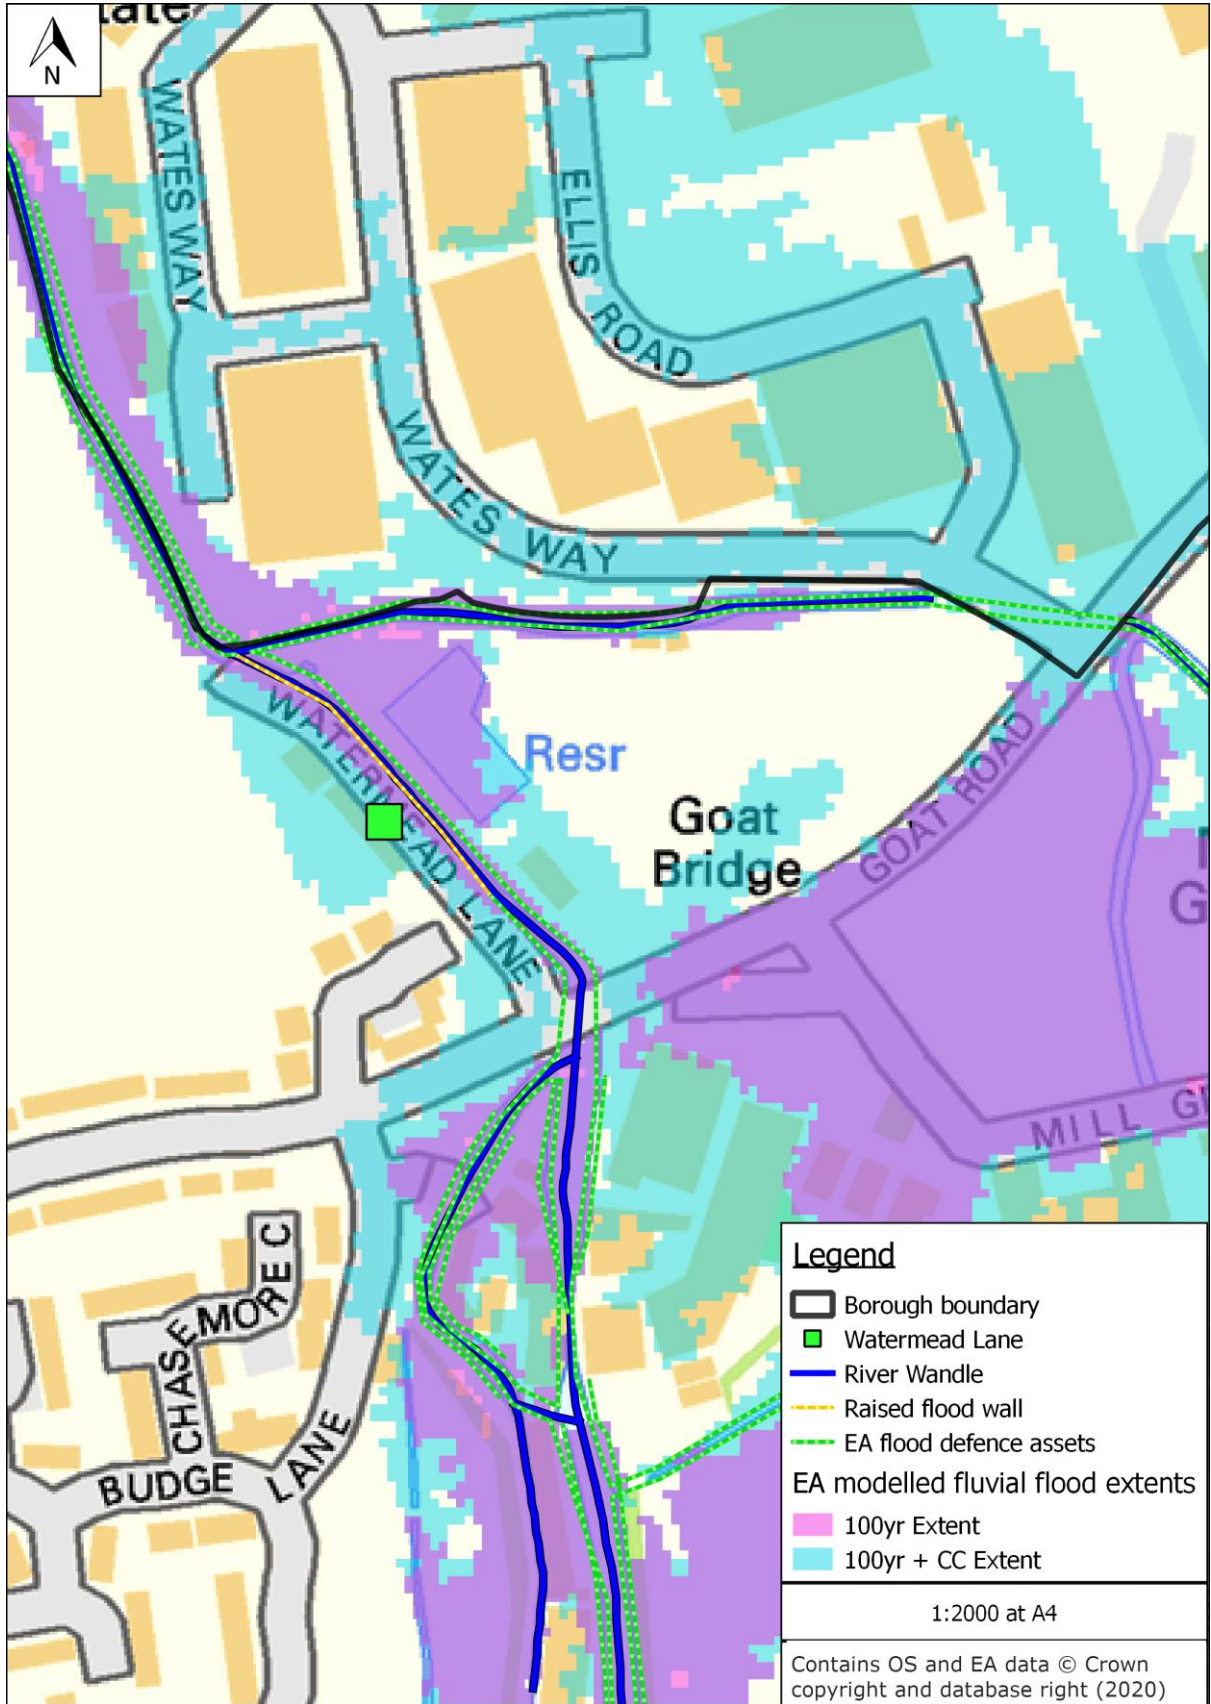 N
WATES WAY
ELLIS ROAD
WATES WAY
WATERMEAD LANE
Resr
Goat
Bridge
GOAT ROAD
G
MILL G
CHASEMORE C
BUDGE LANE
Legend
Borough boundary
Watermead Lane
River Wandle
Raised flood wall
EA flood defence assets
EA modelled fluvial flood extents
100yr Extent
100yr + CC Extent
1:2000 at A4
Contains OS and EA data © Crown
copyright and database right (2020)